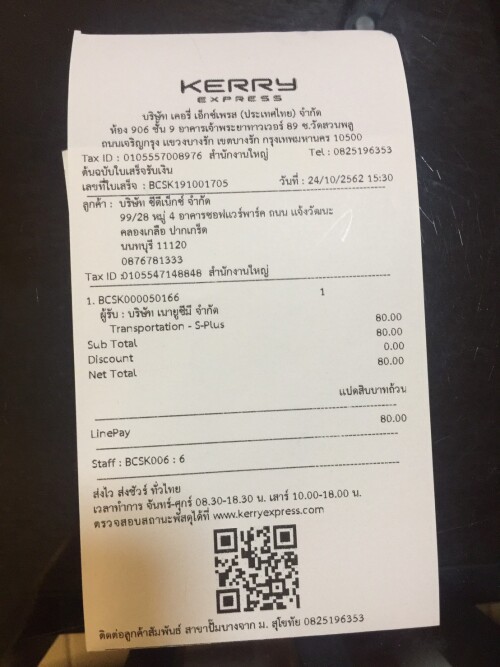 KERRY
EXPRESS
บริษัท เคอรี่ เอ็กซ์เพรส (ประเทศไทย) จำกัด
ห้อง 906 ชั้น 9 อาคารเจ้าพระยาทาวเวอร์ 89 ซ.วัดสวนพลู
ถนนเจริญกรุง แขวงบางรัก เขตบางรัก กรุงเทพมหานคร 10500
Tax ID : 0105557008976 สำนักงานใหญ่ Tel : 0825196353
ต้นฉบับใบเสร็จรับเงิน
เลขที่ใบเสร็จ : BCSK191001705 วันที่ : 24/10/2562 15:30
ลูกค้า : บริษัท ซีดีเน็กซ์ จำกัด
99/28 หมู่ 4 อาคารซอฟแวร์พาร์ค ถนน แจ้งวัฒนะ
คลองเกลือ ปากเกร็ด
นนทบุรี 11120
0876781333
Tax ID :0105547148848 สำนักงานใหญ่
1. BCSK000050166 1
ผู้รับ : บริษัท เนายูซีมี จำกัด
Transportation - S-Plus 80.00
Sub Total 80.00
Discount 0.00
Net Total 80.00
แปดสิบบาทถ้วน
LinePay 80.00
Staff : BCSK006 : 6
ส่งไว ส่งชัวร์ ทั่วไทย
เวลาทำการ จันทร์-ศุกร์ 08.30-18.30 น. เสาร์ 10.00-18.00 น.
ตรวจสอบสถานะพัสดุได้ที่ www.kerryexpress.com
ติดต่อลูกค้าสัมพันธ์ สาขาปั๊มบางจาก ม. สุโขทัย 0825196353